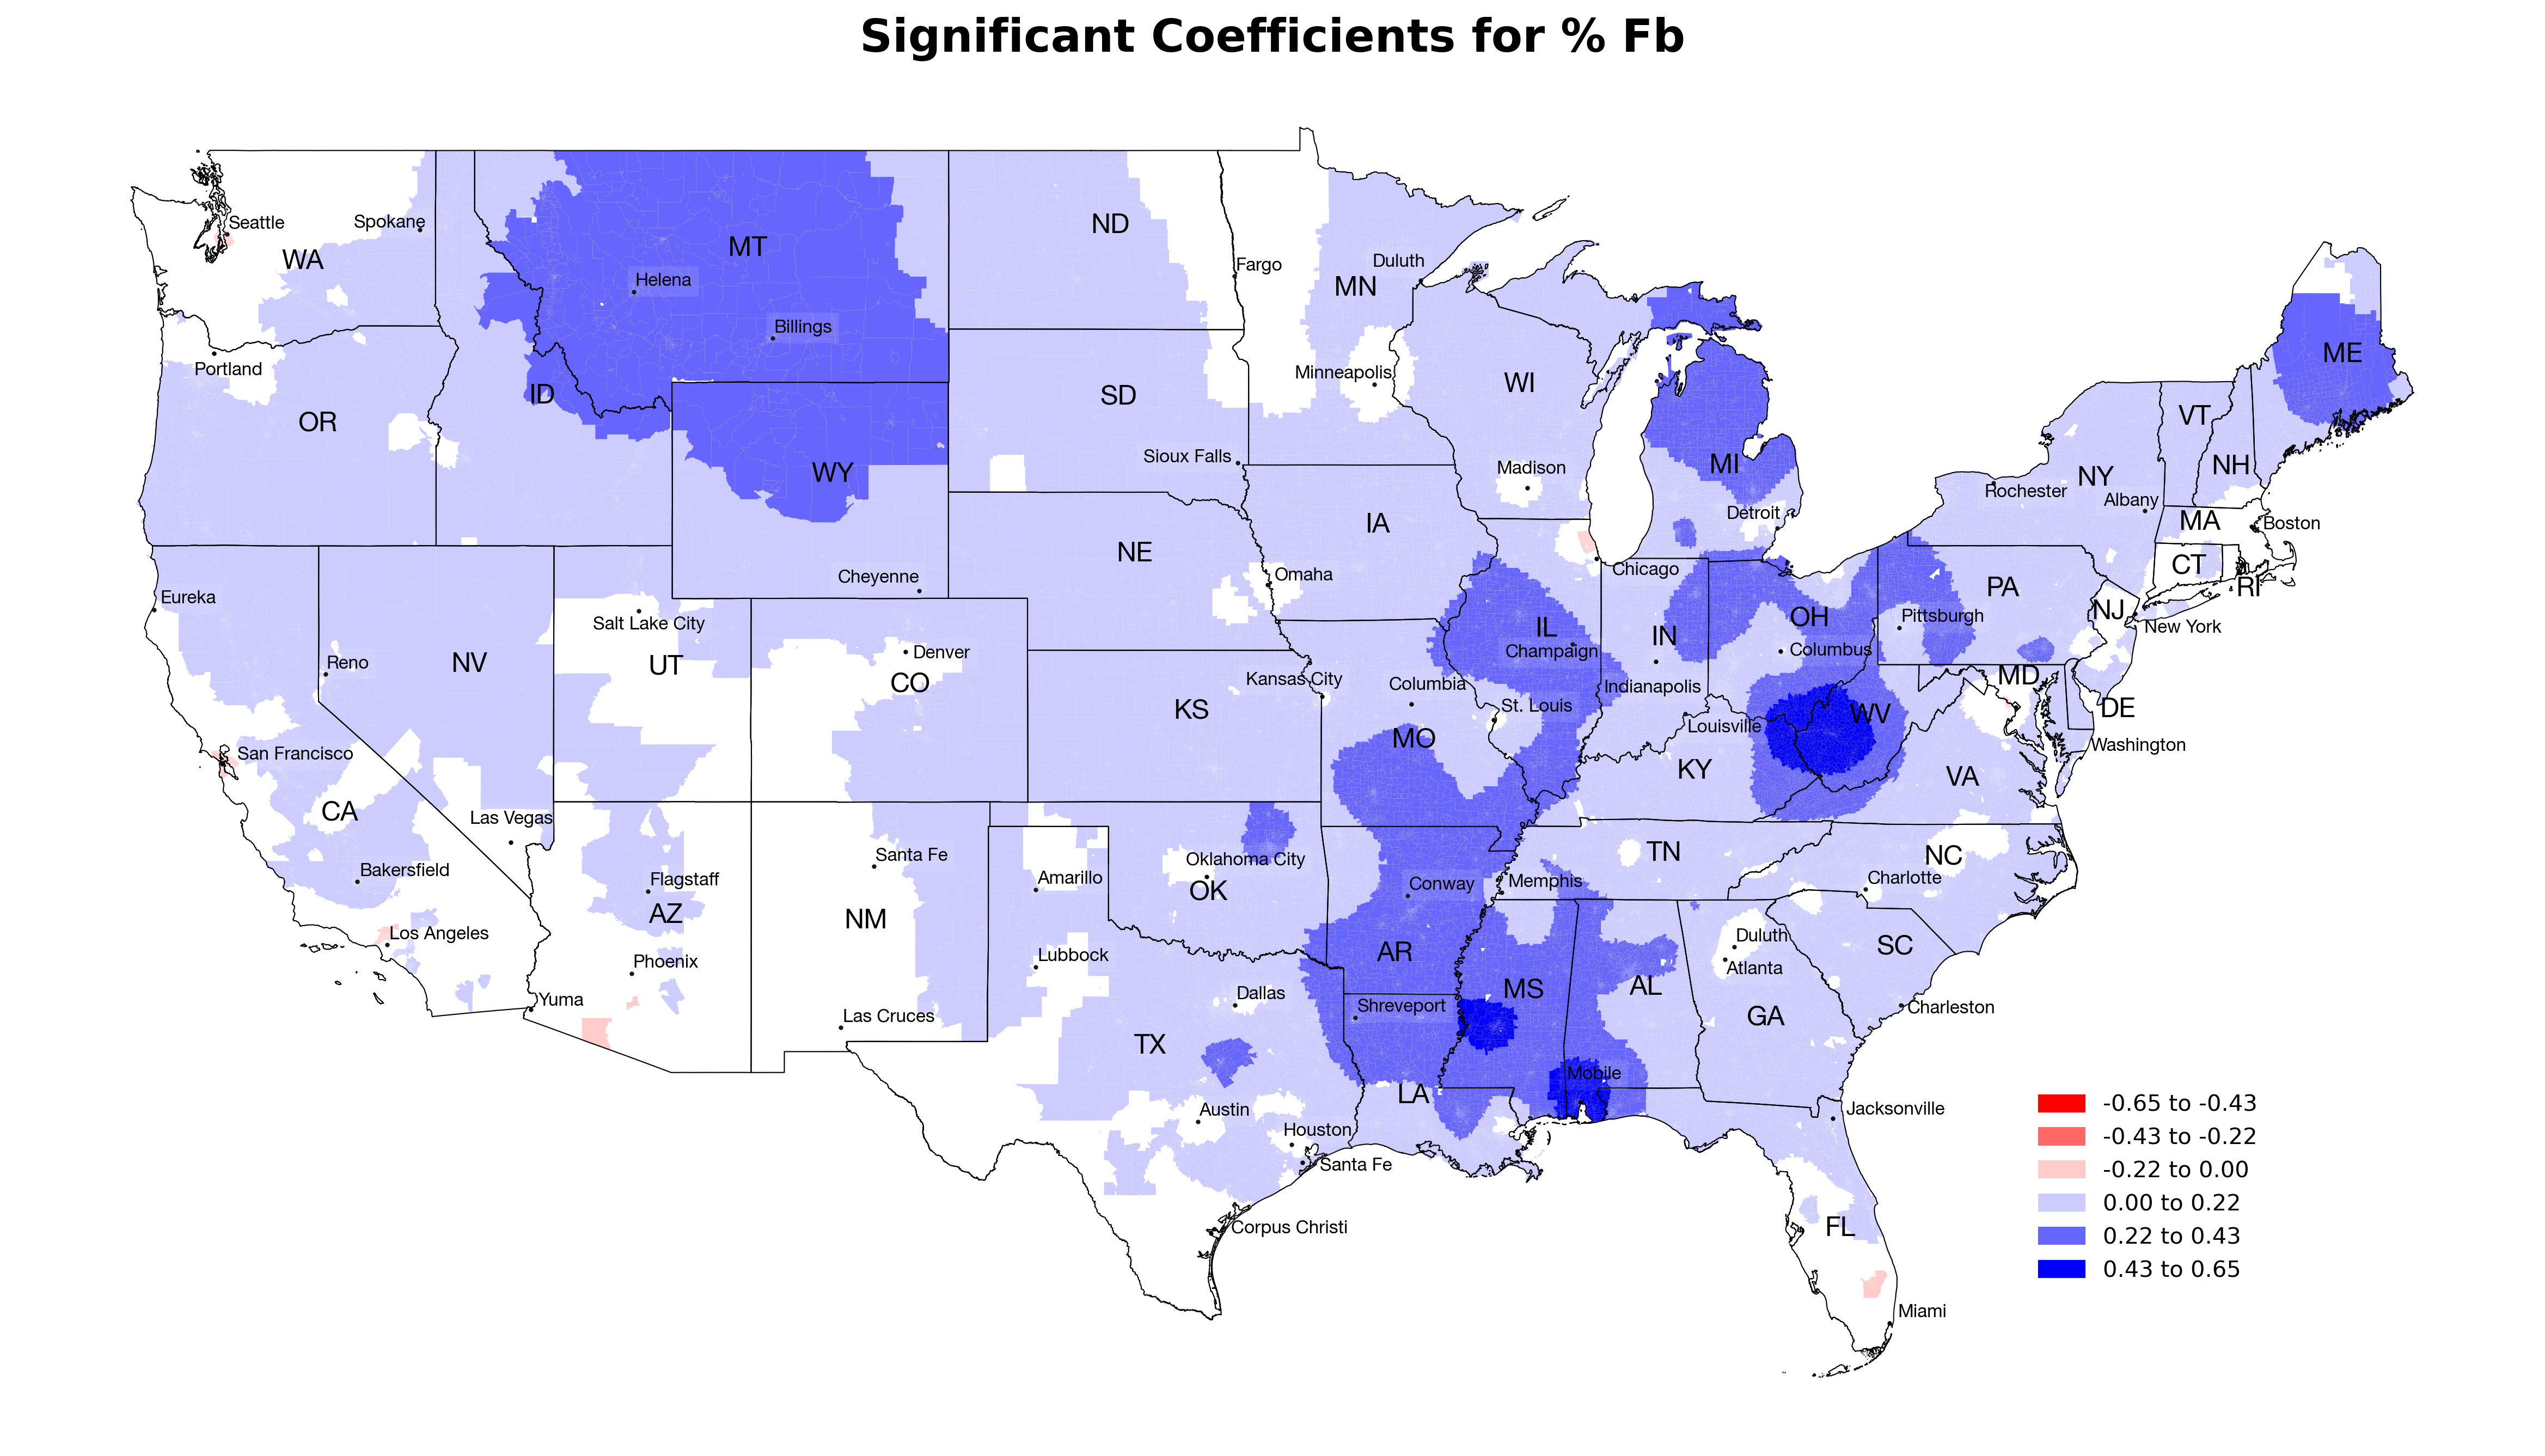 Significant Coefficients for % Fb
Seattle
Spokane
WA
MT
ND
Helena
Fargo
Duluth
MN
Billings
Portland
Minneapolis
WI
ME
ID
SD
OR
WY
Sioux Falls
Madison
MI
VT
NH
NY
Rochester
Albany
Detroit
MA
Boston
IA
NE
CT
RI
Cheyenne
Omaha
Chicago
Eureka
Salt Lake City
PA
NJ
New York
OH
Pittsburgh
IL
IN
Champaign
Columbus
Reno
NV
UT
Denver
CO
Kansas City
Columbia
Indianapolis
MD
DE
KS
St. Louis
Louisville
WV
Washington
MO
San Francisco
KY
VA
CA
Las Vegas
Santa Fe
Oklahoma City
TN
NC
Bakersfield
Flagstaff
Amarillo
OK
Conway
Memphis
Charlotte
AZ
NM
Los Angeles
Phoenix
Lubbock
AR
Duluth
Atlanta
SC
Yuma
Las Cruces
Dallas
Shreveport
MS
AL
GA
Charleston
TX
Mobile
LA
Austin
Jacksonville
Houston
Santa Fe
Corpus Christi
FL
Miami
-0.65 to -0.43
-0.43 to -0.22
-0.22 to 0.00
0.00 to 0.22
0.22 to 0.43
0.43 to 0.65